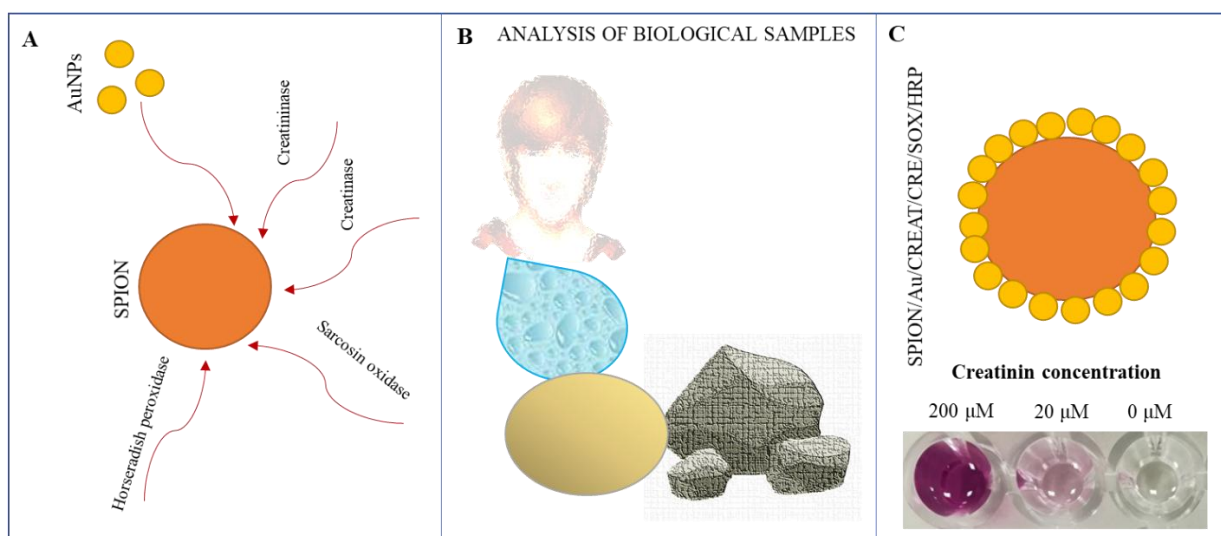 A
AuNPs
Creatininase
Creatinase
SPION
Sarcosin oxidase
Horseradish peroxidase
B
ANALYSIS OF BIOLOGICAL SAMPLES
C
SPION/Au/CREAT/CRE/SOX/HRP
Creatinin concentration
200 µM 20 µM 0 µM